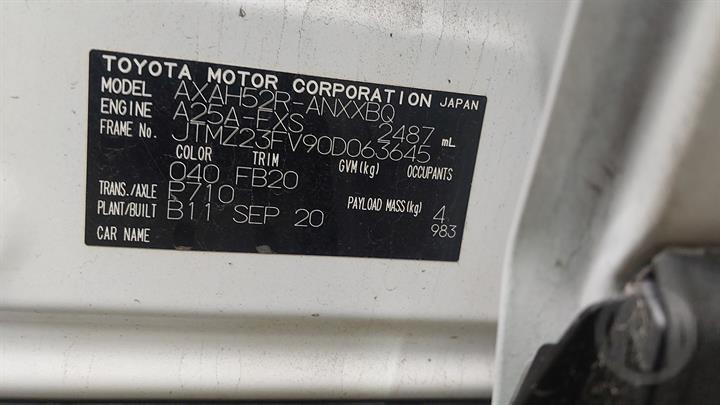 TOYOTA MOTOR CORPORATION JAPAN
MODEL AXAH52R-ANXXBQ
ENGINE A25A-FXS 2487 mL
FRAME No. JTMZ23FV90D063645
COLOR TRIM GVM(kg) OCCUPANTS
040 FB20
TRANS./AXLE P710
PLANT/BUILT B11 SEP 20 PAYLOAD MASS(kg) 4
983
CAR NAME